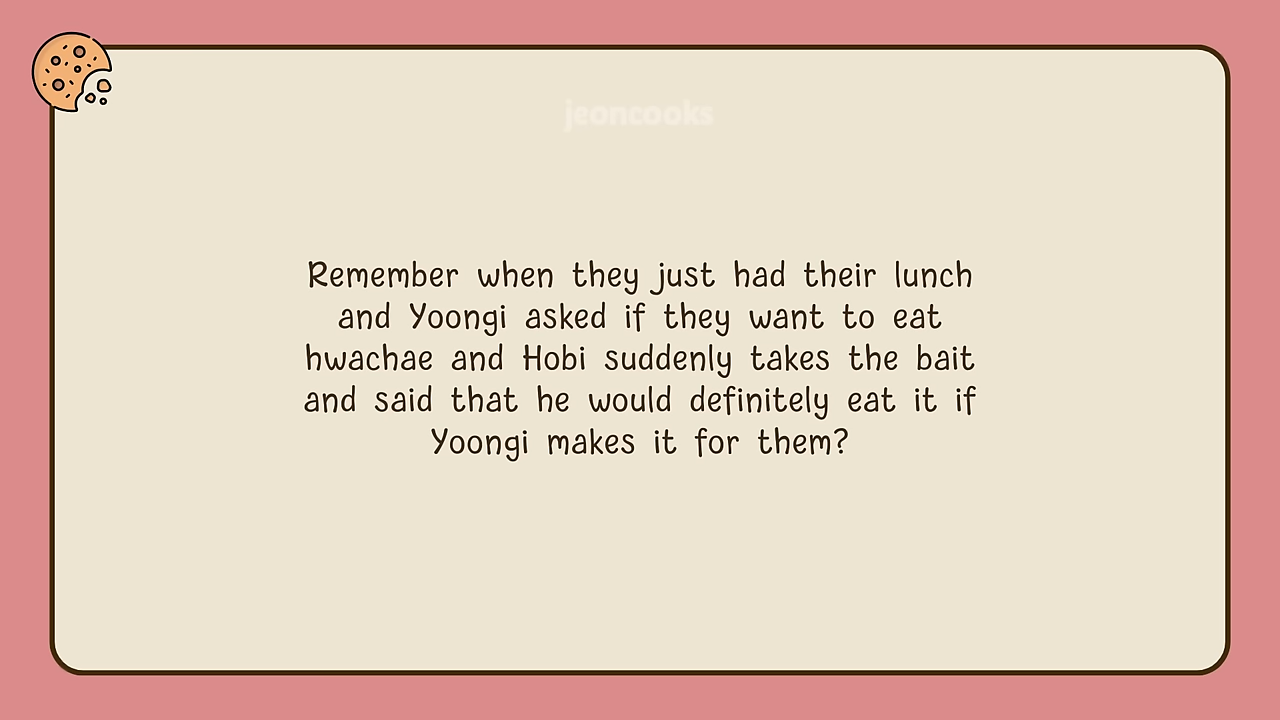 jeoncooks
Remember when they just had their lunch
and Yoongi asked if they want to eat
hwachae and Hobi suddenly takes the bait
and said that he would definitely eat it if
Yoongi makes it for them?